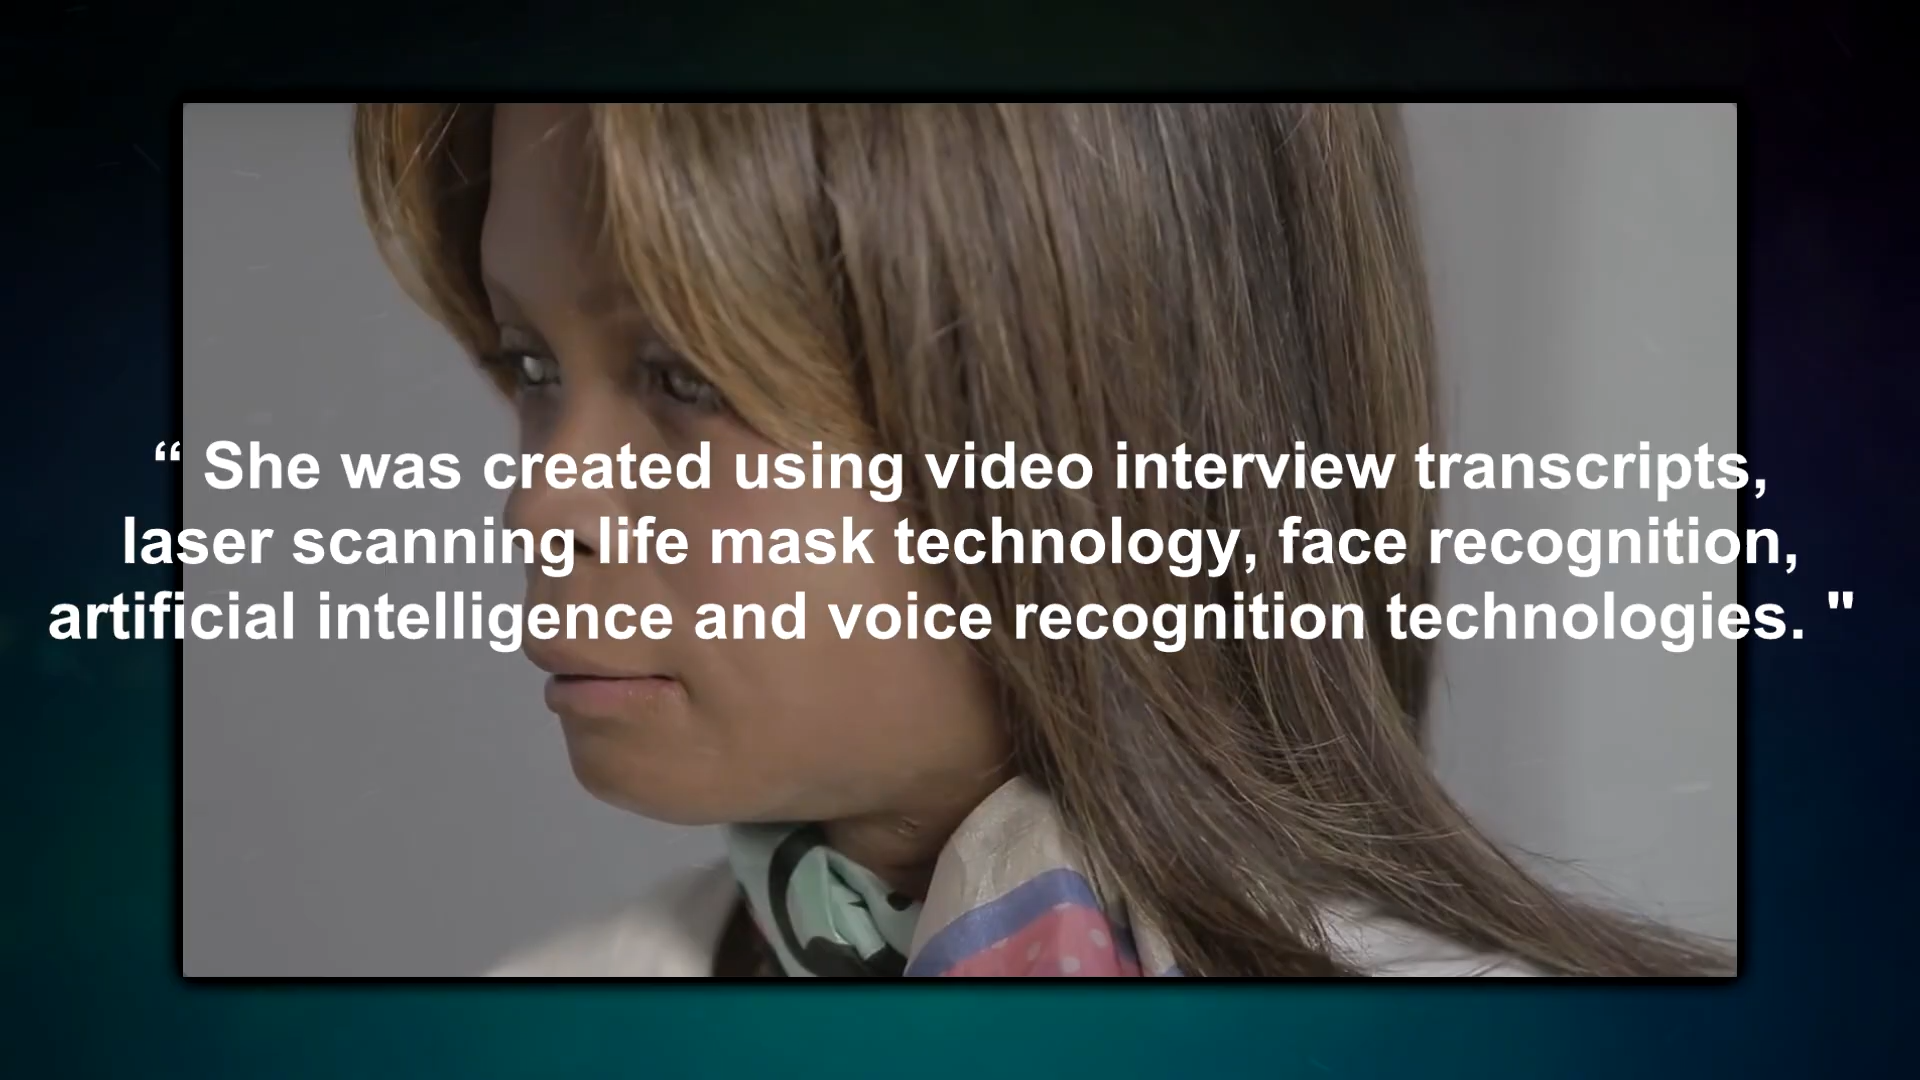 “ She was created using video interview transcripts,
laser scanning life mask technology, face recognition,
artificial intelligence and voice recognition technologies. "